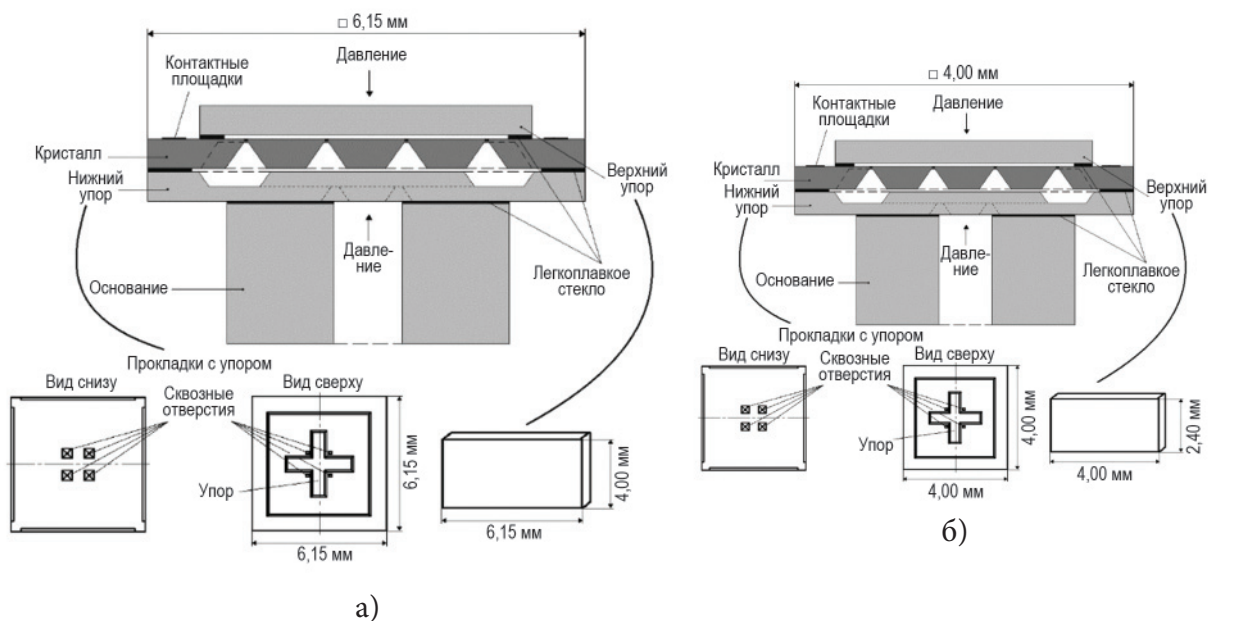 □ 6,15 мм
Контактные
площадки
Давление
Кристалл
Нижний
упор
Верхний
упор
Давле-
ние
Легкоплавкое
стекло
Основание
Прокладки с упором
Вид снизу
Сквозные
отверстия
Вид сверху
Упор
6,15 мм
6,15 мм
4,00 мм
6,15 мм
а)
□ 4,00 мм
Контактные
площадки
Давление
Кристалл
Нижний
упор
Верхний
упор
Давле-
ние
Легкоплавкое
стекло
Основание
Прокладки с упором
Вид снизу
Сквозные
отверстия
Вид сверху
Упор
4,00 мм
4,00 мм
2,40 мм
4,00 мм
б)